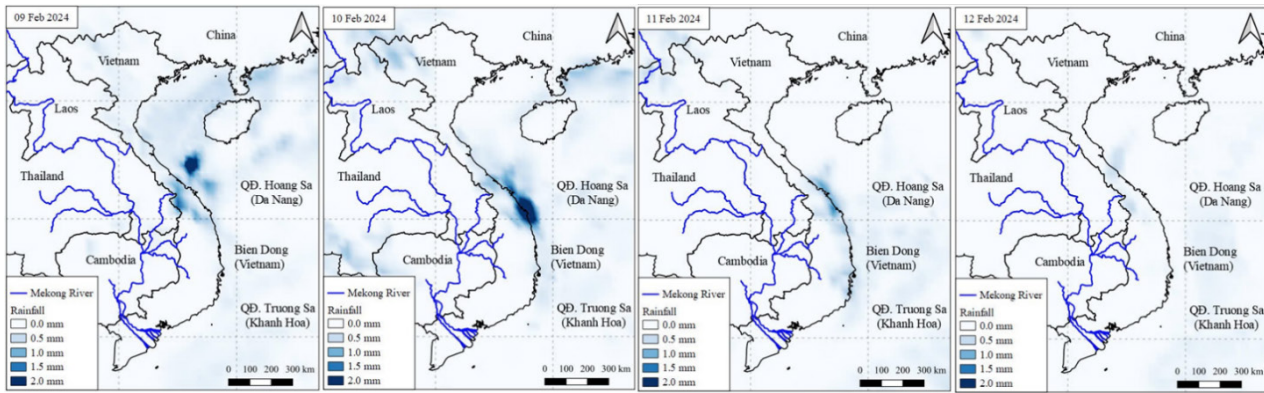 09 Feb 2024
China
Vietnam
Laos
Thailand
QĐ. Hoang Sa
(Da Nang)
Bien Dong
(Vietnam)
Cambodia
Mekong River
QĐ. Truong Sa
(Khanh Hoa)
Rainfall
0.0 mm
0.5 mm
1.0 mm
1.5 mm
2.0 mm
0 100 200 300 km
10 Feb 2024
China
Vietnam
Laos
Thailand
QĐ. Hoang Sa
(Da Nang)
Bien Dong
(Vietnam)
Cambodia
Mekong River
QĐ. Truong Sa
(Khanh Hoa)
Rainfall
0.0 mm
0.5 mm
1.0 mm
1.5 mm
2.0 mm
0 100 200 300 km
11 Feb 2024
China
Vietnam
Laos
Thailand
QĐ. Hoang Sa
(Da Nang)
Bien Dong
(Vietnam)
Cambodia
Mekong River
QĐ. Truong Sa
(Khanh Hoa)
Rainfall
0.0 mm
0.5 mm
1.0 mm
1.5 mm
2.0 mm
0 100 200 300 km
12 Feb 2024
China
Vietnam
Laos
Thailand
QĐ. Hoang Sa
(Da Nang)
Bien Dong
(Vietnam)
Cambodia
Mekong River
QĐ. Truong Sa
(Khanh Hoa)
Rainfall
0.0 mm
0.5 mm
1.0 mm
1.5 mm
2.0 mm
0 100 200 300 km